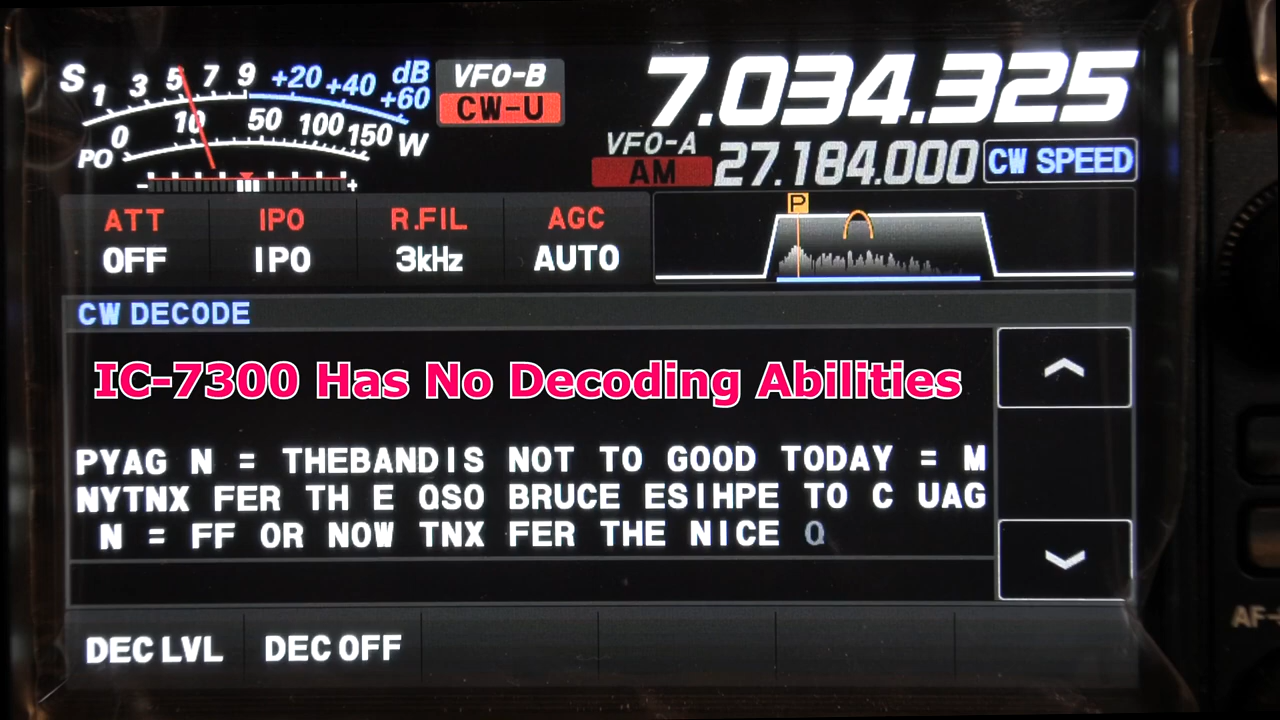 S 1 3 5 7 9 +20 +40 +60 dB
PO 0 10 50 100 150 W
- +
VFO-B
CW-U
7.034.325
VFO-A
AM
27.184.000
CW SPEED
ATT
OFF
IPO
IPO
R.FIL
3kHz
AGC
AUTO
P
CW DECODE
IC-7300 Has No Decoding Abilities
PYAG N = THEBANDIS NOT TO GOOD TODAY = M
NYTNX FER TH E QSO BRUCE ESIHPE TO C UAG
N = FF OR NOW TNX FER THE NICE Q
DEC LVL
DEC OFF
AF-